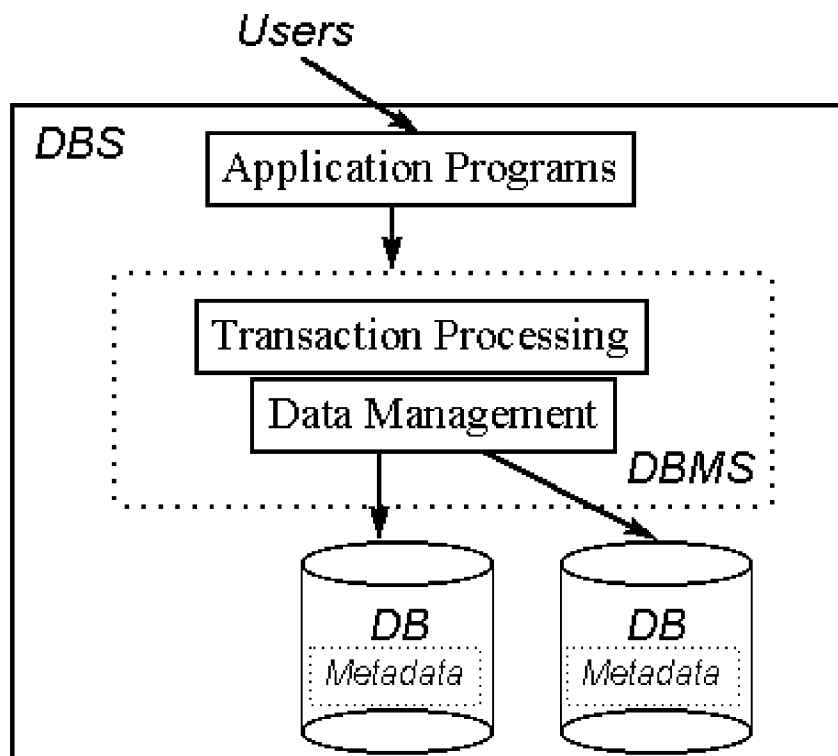 Users
DBS
Application Programs
Transaction Processing
Data Management
DBMS
DB
Metadata
DB
Metadata